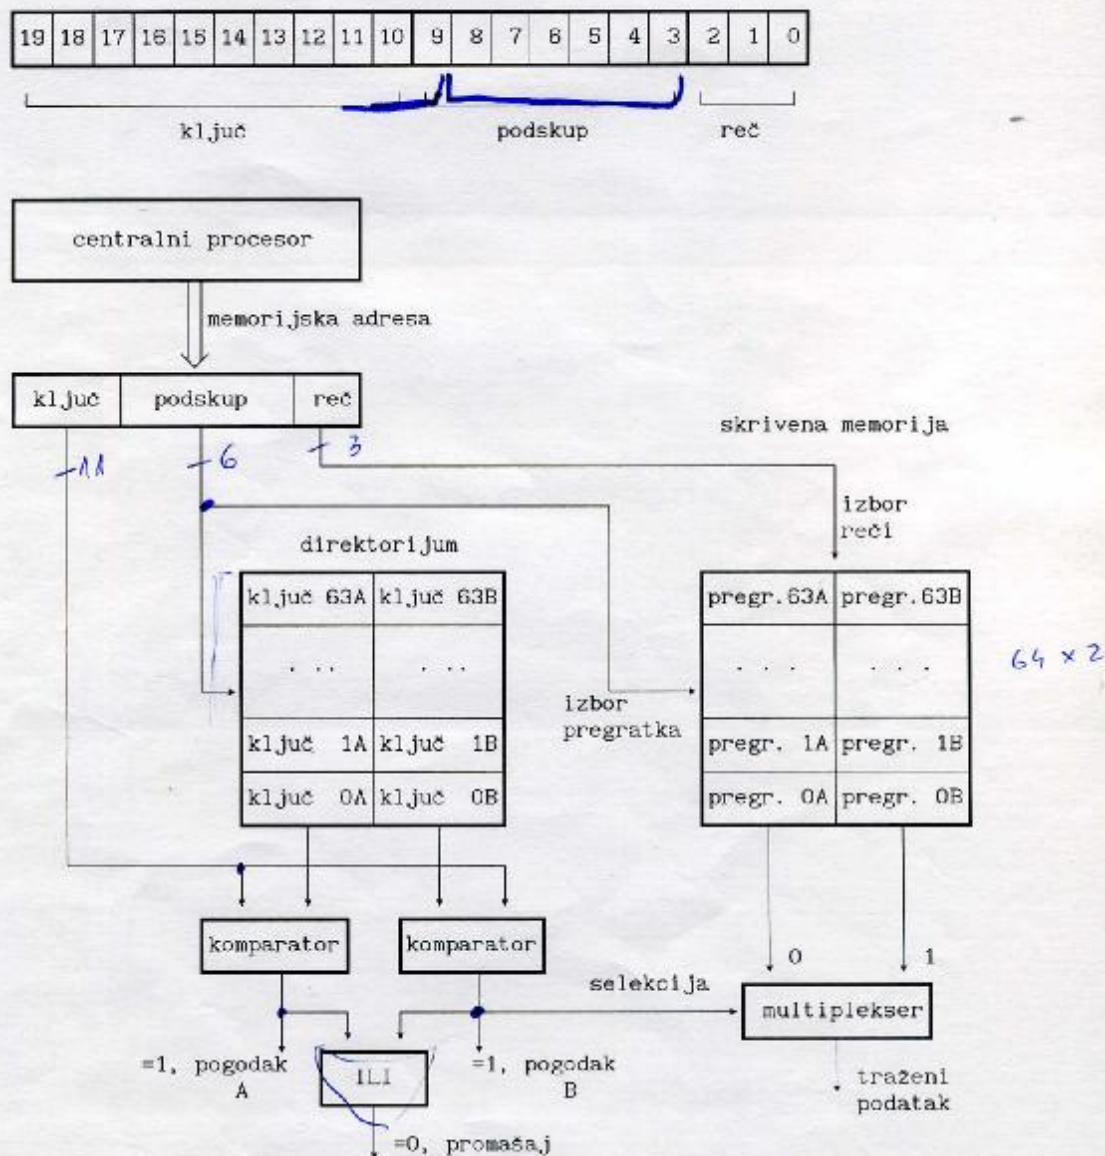 19 18 17 16 15 14 13 12 11 10 9 8 7 6 5 4 3 2 1 0
ključ podskup reč
centralni procesor
memorijska adresa
ključ podskup reč
skrivena memorija
11 6 3
izbor
reči
direktorijum
ključ 63A ključ 63B
pregr.63A pregr.63B
. .. . ..
. . . . . . .
64 x 2
izbor
pregratka
ključ 1A ključ 1B
pregr. 1A pregr. 1B
ključ 0A ključ 0B
pregr. 0A pregr. 0B
komparator komparator
0 1
selekcija
multiplekser
=1, pogodak
A
ILI
=1, pogodak
B
traženi
podatak
=0, promašaj